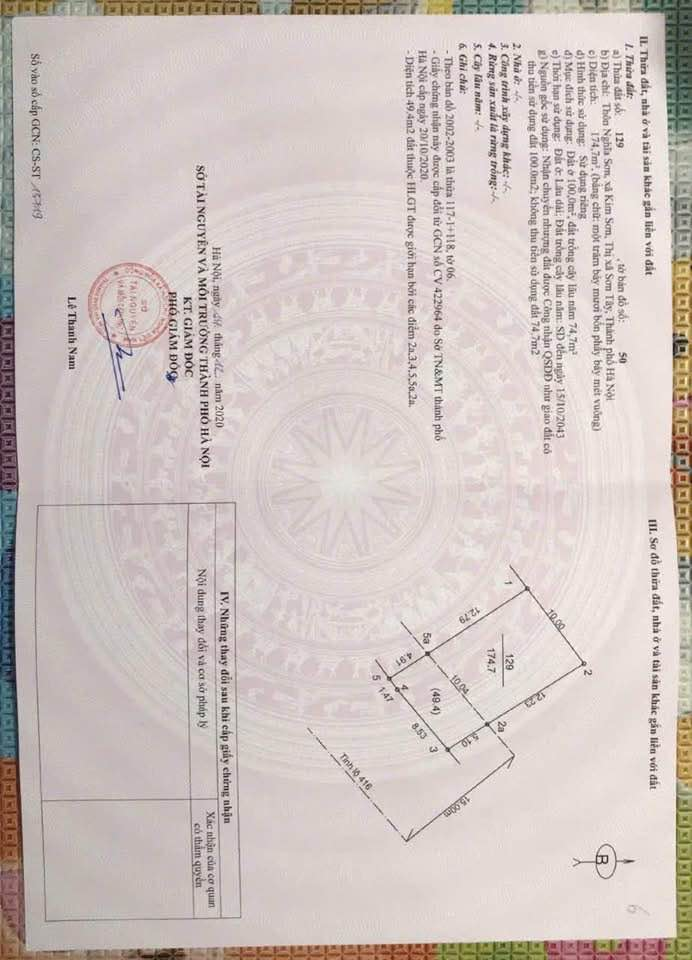 II. Thửa đất, nhà ở và tài sản khác gắn liền với đất
1. Thửa đất:
a) Thửa đất số: 129 , tờ bản đồ số: 50
b) Địa chỉ: Thôn Nghĩa Sơn, xã Kim Sơn, Thị xã Sơn Tây, Thành phố Hà Nội
c) Diện tích: 174,7m². (bằng chữ: một trăm bảy mươi bốn phẩy bảy mét vuông)
d) Hình thức sử dụng: Sử dụng riêng
đ) Mục đích sử dụng: Đất ở 100,0m², đất trồng cây lâu năm 74,7m²
e) Thời hạn sử dụng: Đất ở: Lâu dài; Đất trồng cây lâu năm: SD đến ngày 15/10/2043
g) Nguồn gốc sử dụng: Nhận chuyển nhượng đất được Công nhận QSDĐ như giao đất có
thu tiền sử dụng đất 100.0m2; không thu tiền sử dụng đất 74.7m2
2. Nhà ở: -/-
3. Công trình xây dựng khác: -/-
4. Rừng sản xuất là rừng trồng: -/-
5. Cây lâu năm: -/-
6. Ghi chú:
- Theo bản đồ 2002-2003 là thửa 117-1+118, tờ 06.
- Giấy chứng nhận này được cấp đổi từ GCN số CV 422964 do Sở TN&MT thành phố
Hà Nội cấp ngày 20/10/2020.
- Diện tích 49,4m2 đất thuộc HLGT được giới hạn bởi các điểm 2a,3,4,5,5a,2a.
Hà Nội, ngày tháng 12 năm 2020
SỞ TÀI NGUYÊN VÀ MÔI TRƯỜNG THÀNH PHỐ HÀ NỘI
KT. GIÁM ĐỐC
PHÓ GIÁM ĐỐC
SỞ
TÀI NGUYÊN
Lê Thanh Nam
Số vào sổ cấp GCN: CS-ST
III. Sơ đồ thửa đất, nhà ở và tài sản khác gắn liền với đất
B
1
10.00
2
12.79
129
174.7
12.23
5a
10.04
2a
4.91
(49.4)
5.10
5
1.47
4
8.53
3
Tỉnh lộ 416
15.00m
IV. Những thay đổi sau khi cấp giấy chứng nhận
Nội dung thay đổi và cơ sở pháp lý
Xác nhận của cơ quan
có thẩm quyền